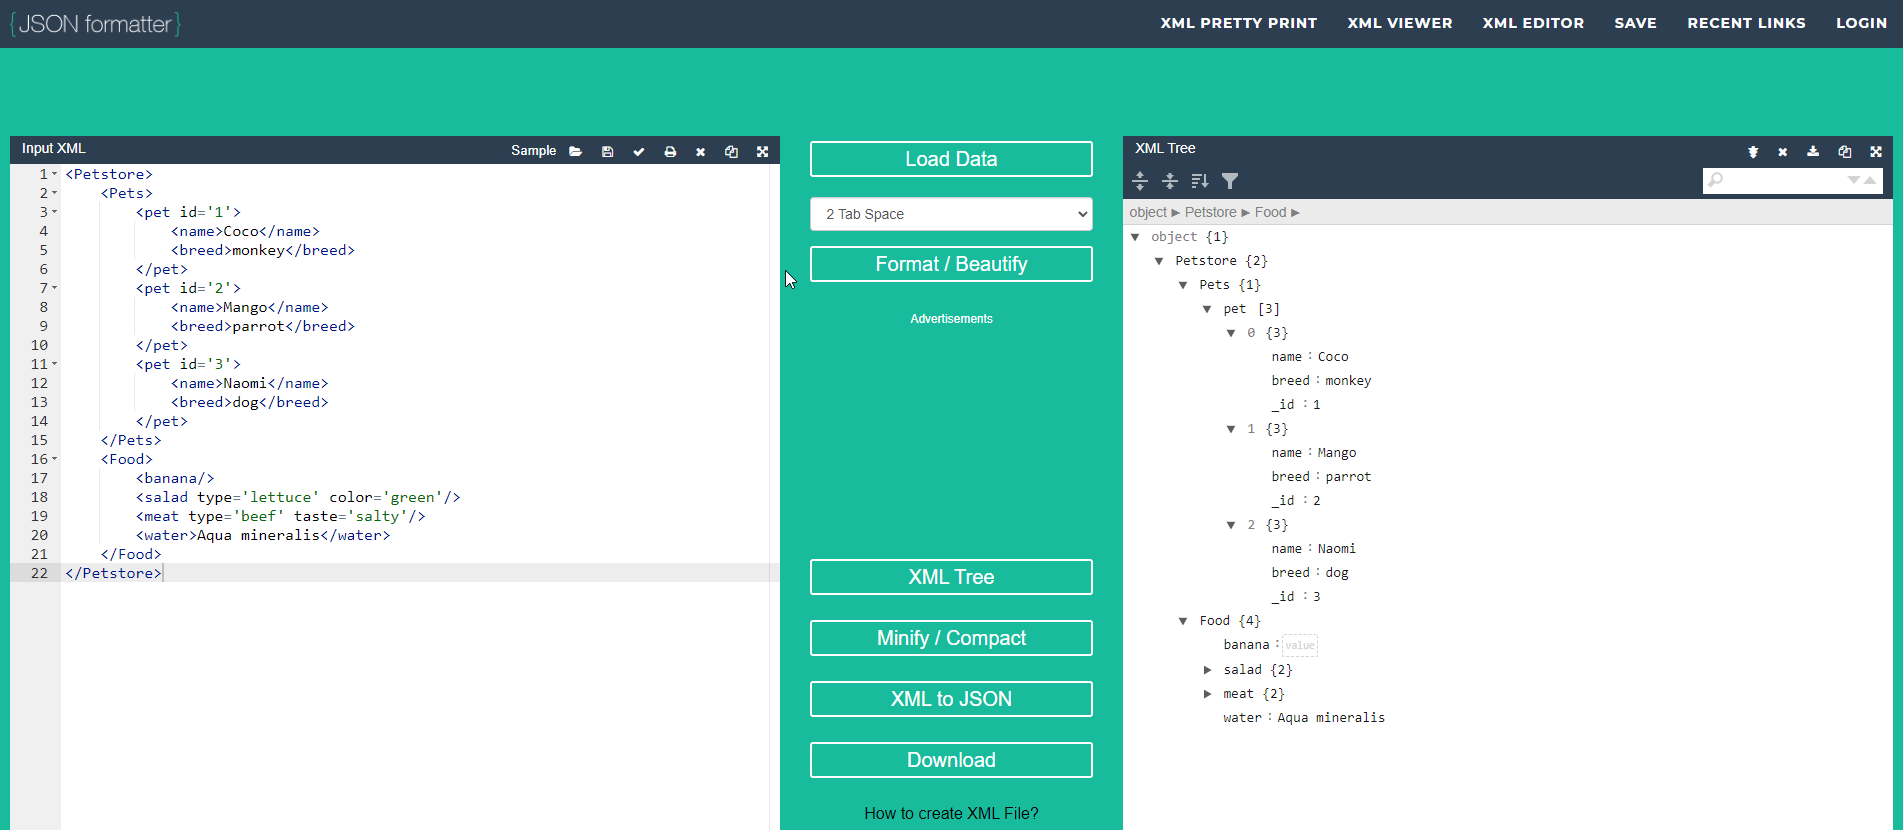 {JSON formatter}
XML PRETTY PRINT XML VIEWER XML EDITOR SAVE RECENT LINKS LOGIN
Input XML
Sample
1 <Petstore>
2 <Pets>
3 <pet id='1'>
4 <name>Coco</name>
5 <breed>monkey</breed>
6 </pet>
7 <pet id='2'>
8 <name>Mango</name>
9 <breed>parrot</breed>
10 </pet>
11 <pet id='3'>
12 <name>Naomi</name>
13 <breed>dog</breed>
14 </pet>
15 </Pets>
16 <Food>
17 <banana/>
18 <salad type='lettuce' color='green'/>
19 <meat type='beef' taste='salty'/>
20 <water>Aqua mineralis</water>
21 </Food>
22 </Petstore>
Load Data
2 Tab Space
Format / Beautify
Advertisements
XML Tree
Minify / Compact
XML to JSON
Download
How to create XML File?
XML Tree
object ► Petstore ► Food ►
object {1}
Petstore {2}
Pets {1}
pet [3]
0 {3}
name : Coco
breed : monkey
_id : 1
1 {3}
name : Mango
breed : parrot
_id : 2
2 {3}
name : Naomi
breed : dog
_id : 3
Food {4}
banana : value
salad {2}
meat {2}
water : Aqua mineralis